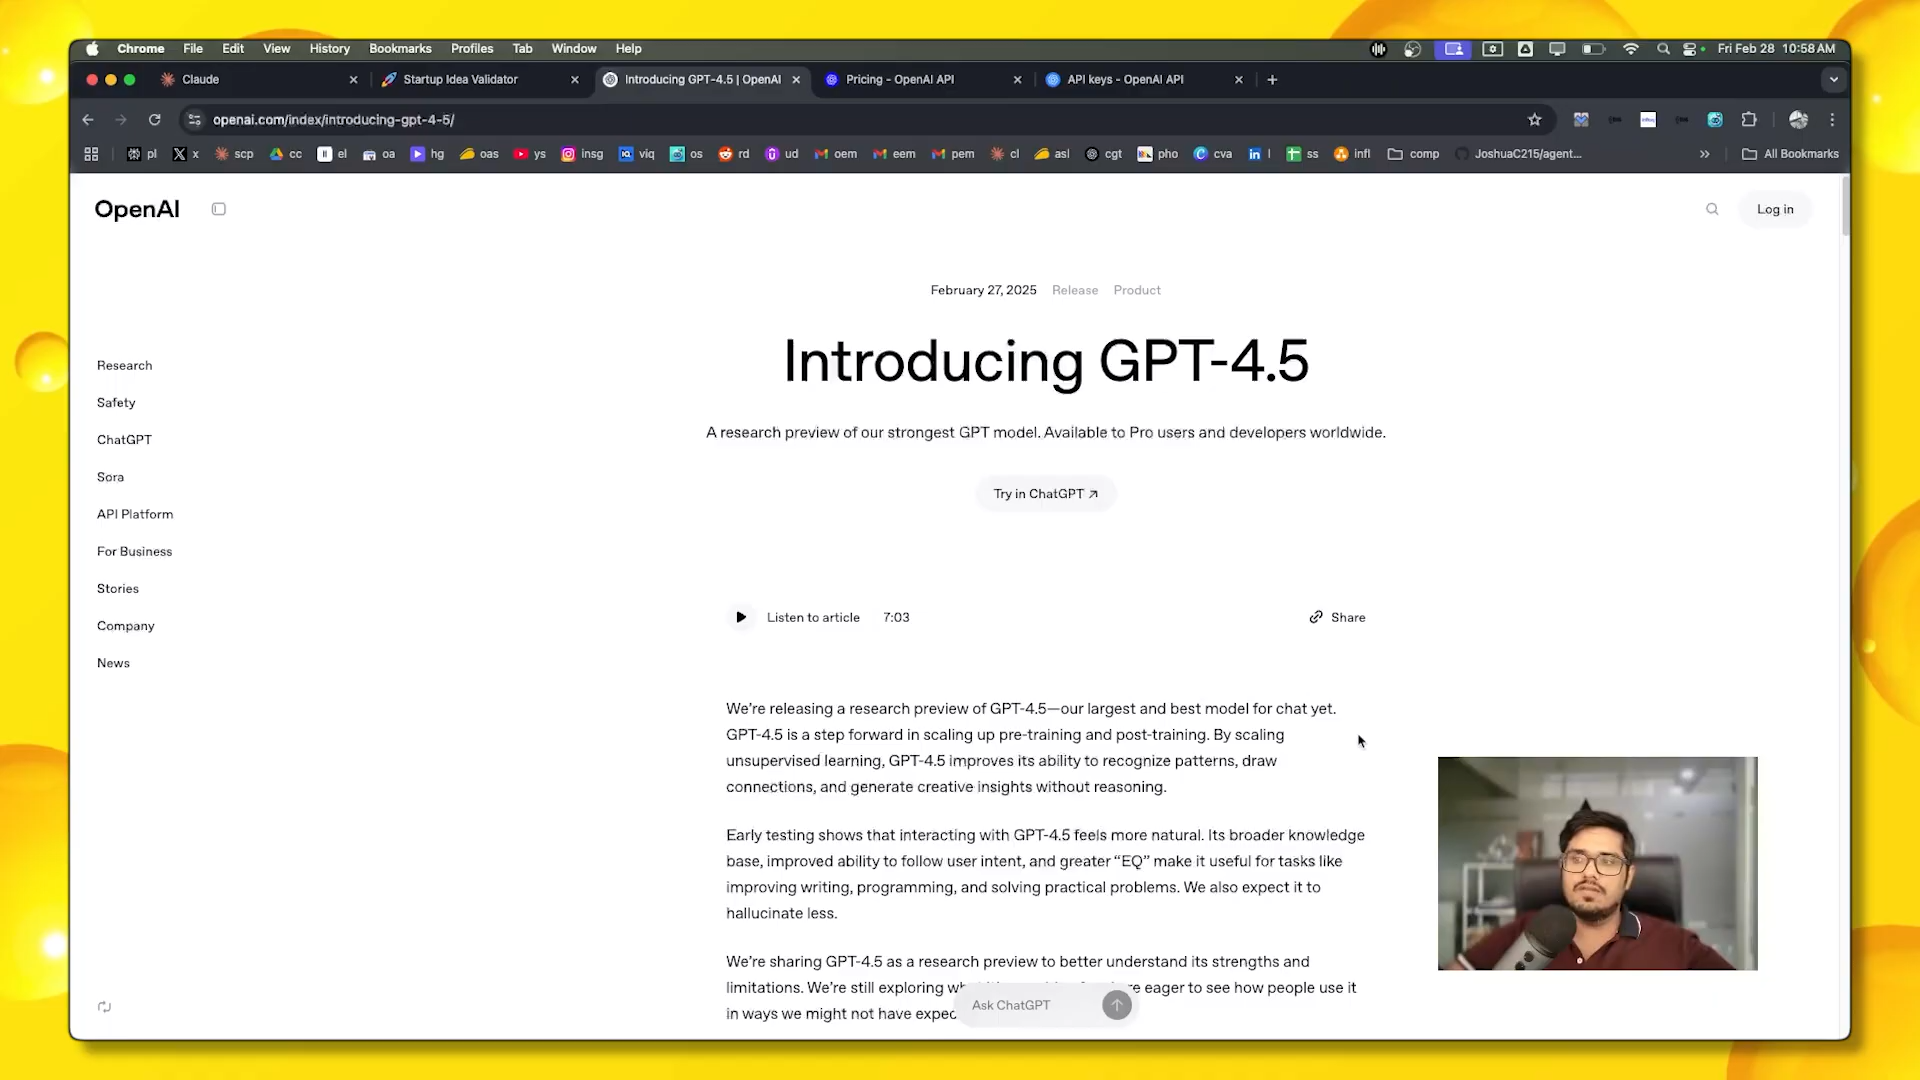 Chrome File Edit View History Bookmarks Profiles Tab Window Help Fri Feb 28 10:58 AM
Claude Startup Idea Validator Introducing GPT-4.5 | OpenAI Pricing - OpenAI API API keys - OpenAI API
openai.com/index/introducing-gpt-4-5/
pl x scp cc el oa hg oas ys insg viq os rd ud oem eem pem cl asl cgt pho cva l ss infl comp JoshuaC215/agent... All Bookmarks
OpenAI
Log in
February 27, 2025 Release Product
Introducing GPT-4.5
A research preview of our strongest GPT model. Available to Pro users and developers worldwide.
Try in ChatGPT
Research
Safety
ChatGPT
Sora
API Platform
For Business
Stories
Company
News
Listen to article 7:03 Share
We’re releasing a research preview of GPT-4.5—our largest and best model for chat yet.
GPT-4.5 is a step forward in scaling up pre-training and post-training. By scaling
unsupervised learning, GPT-4.5 improves its ability to recognize patterns, draw
connections, and generate creative insights without reasoning.
Early testing shows that interacting with GPT-4.5 feels more natural. Its broader knowledge
base, improved ability to follow user intent, and greater “EQ” make it useful for tasks like
improving writing, programming, and solving practical problems. We also expect it to
hallucinate less.
We’re sharing GPT-4.5 as a research preview to better understand its strengths and
limitations. We’re still exploring eager to see how people use it
in ways we might not have
Ask ChatGPT